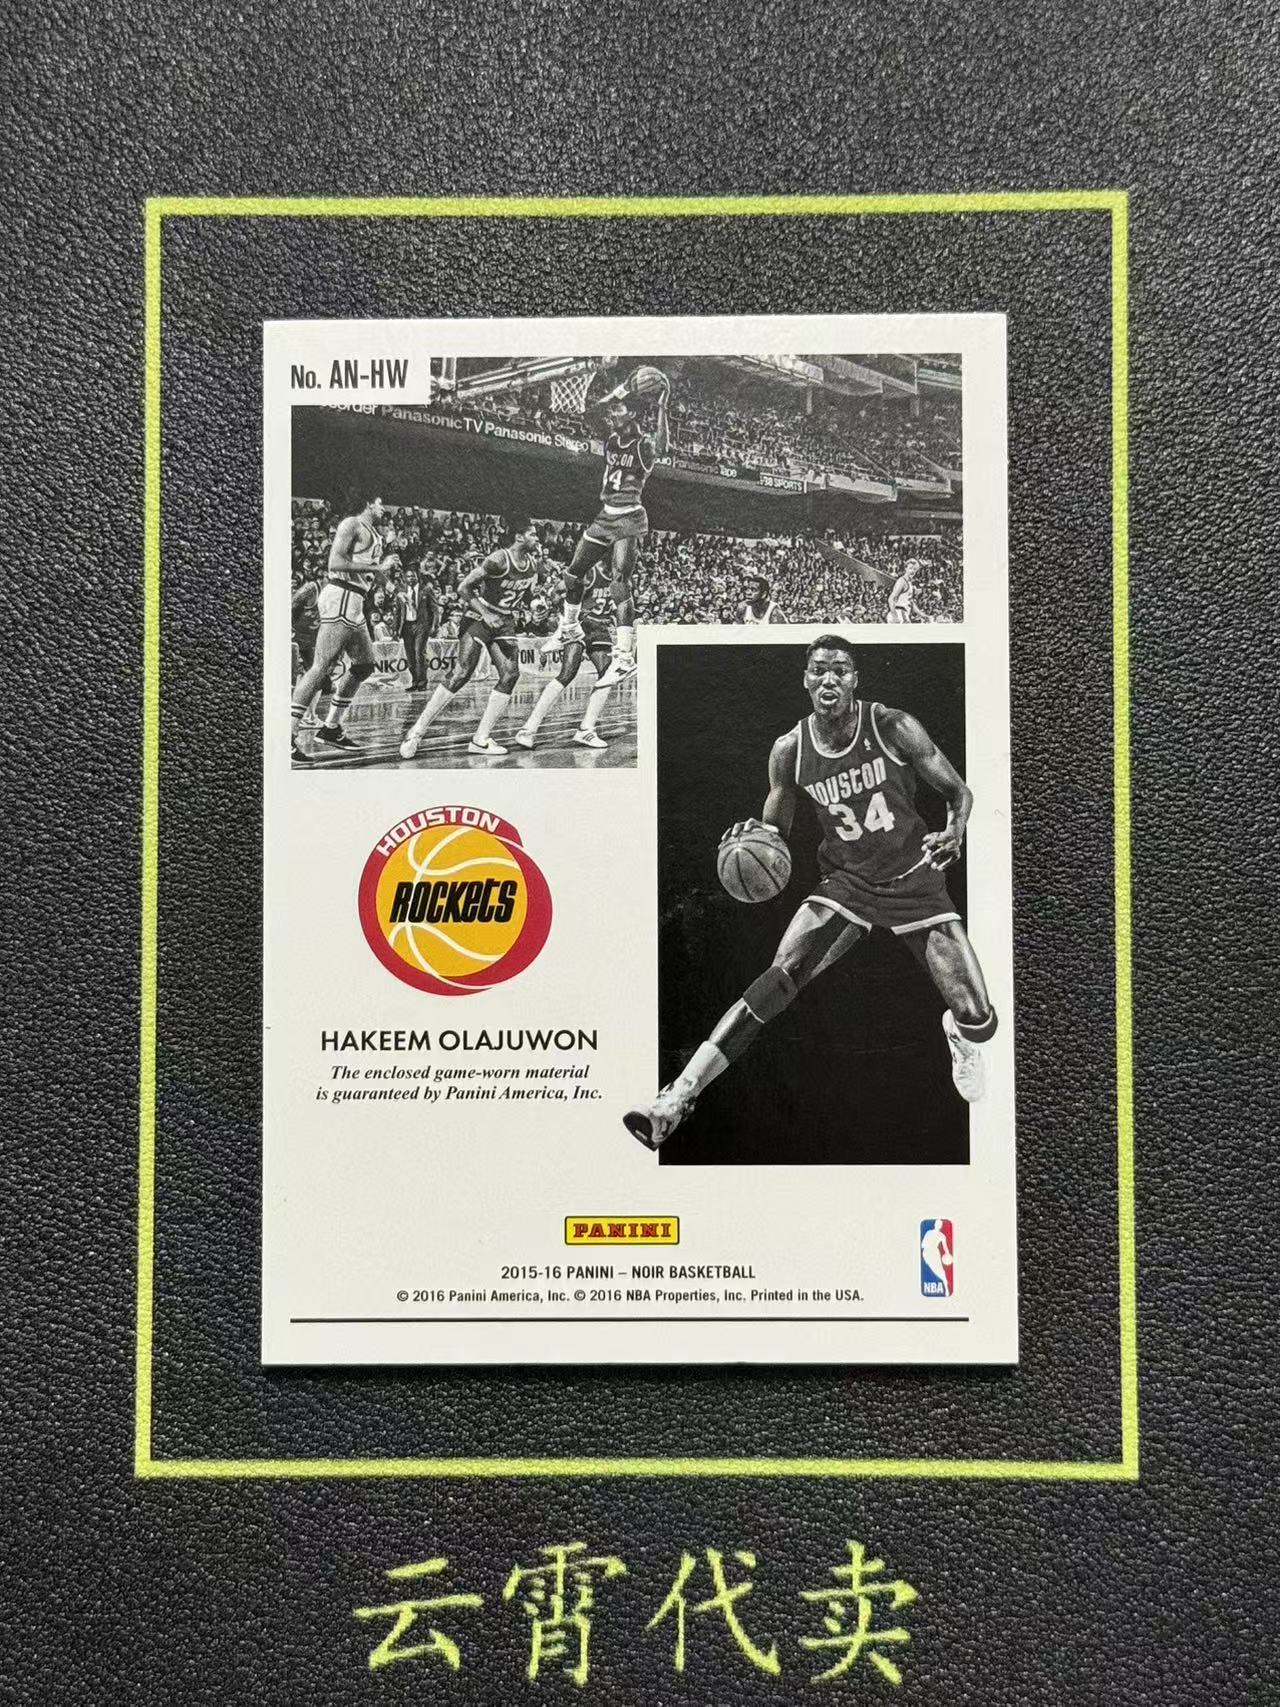 No. AN-HW
Panasonic TV Panasonic Stereo
SPORTS
HOUSTON
34
HOUSTON
ROCKETS
HAKEEM OLAJUWON
The enclosed game-worn material
is guaranteed by Panini America, Inc.
PANINI
NBA
2015-16 PANINI – NOIR BASKETBALL
© 2016 Panini America, Inc. © 2016 NBA Properties, Inc. Printed in the USA.
云霄代卖